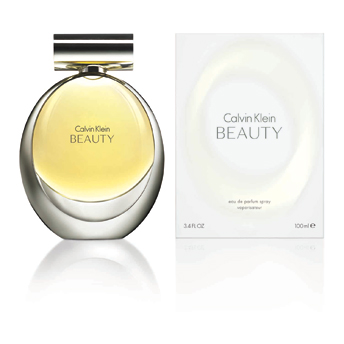 Calvin Klein
BEAUTY
Calvin Klein
BEAUTY
eau de parfum spray
vaporisateur
3.4 FL.OZ
100 ml ℮